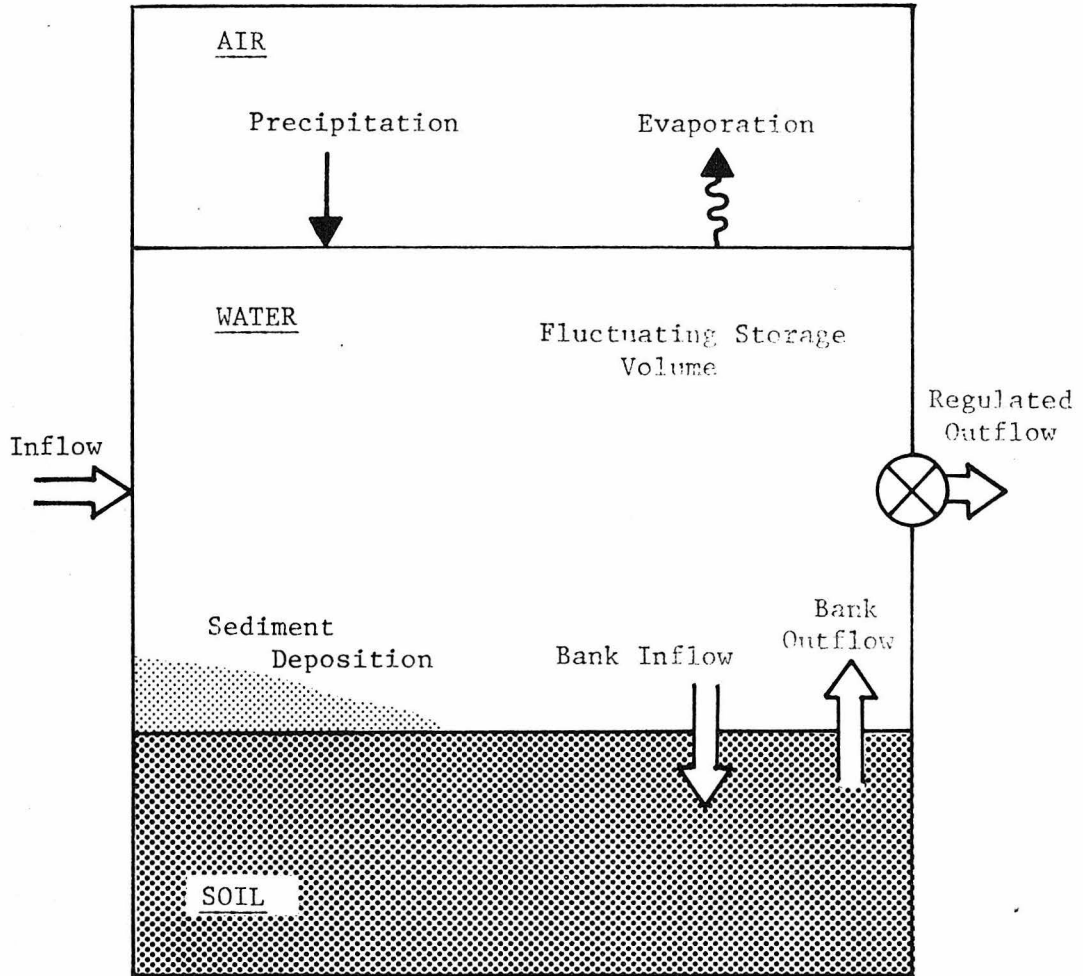 AIR
Precipitation
Evaporation
WATER
Fluctuating Storage
Volume
Regulated
Outflow
Inflow
Sediment
Deposition
Bank Inflow
Bank
Outflow
SOIL